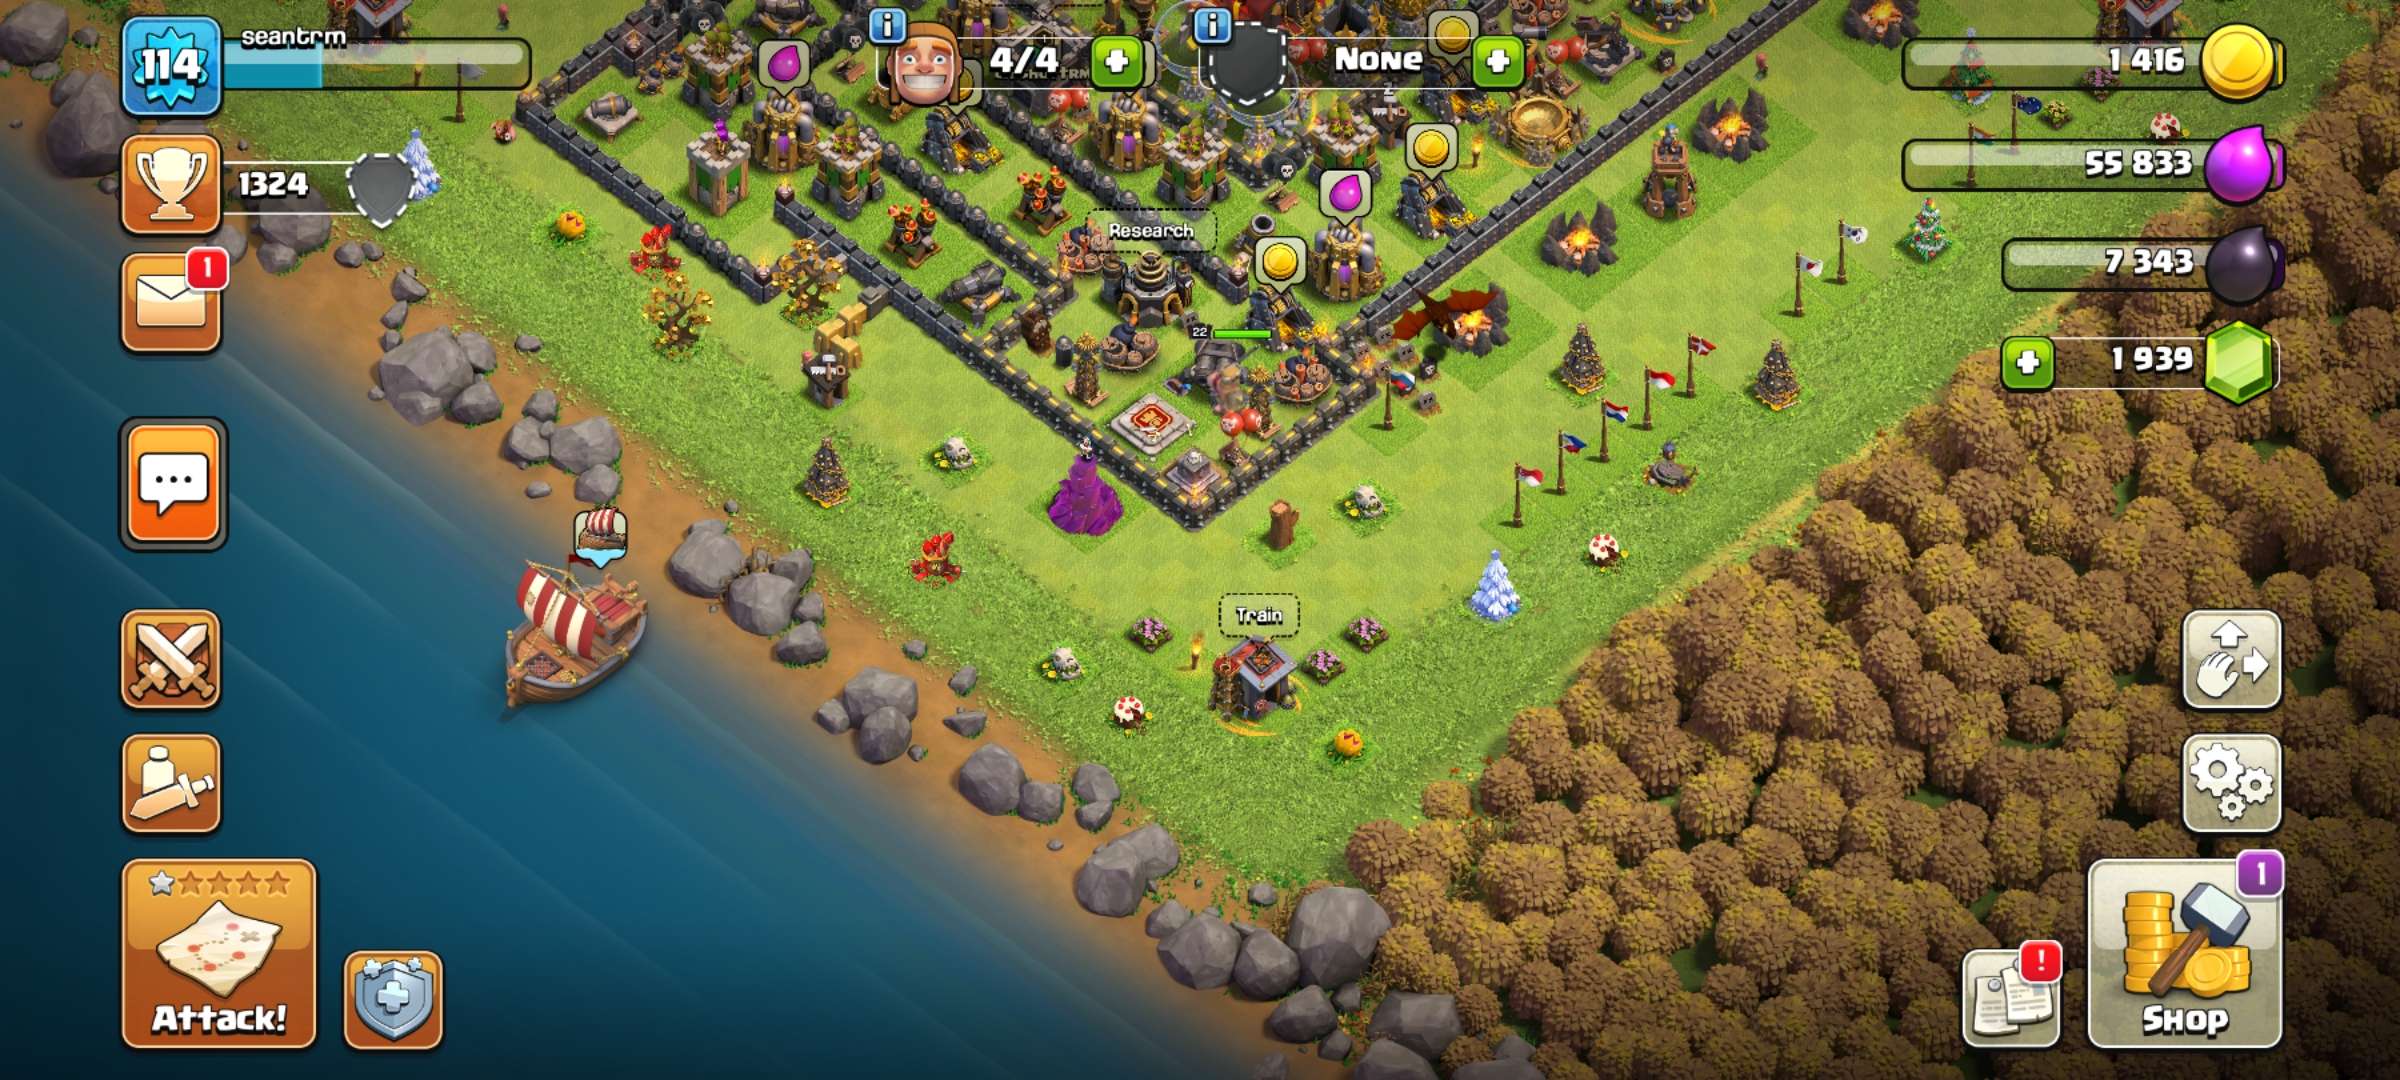 seantrm
114
4/4
None
1 416
1324
55 833
1
Research
7 343
22
1 939
Train
1
!
Attack!
Shop